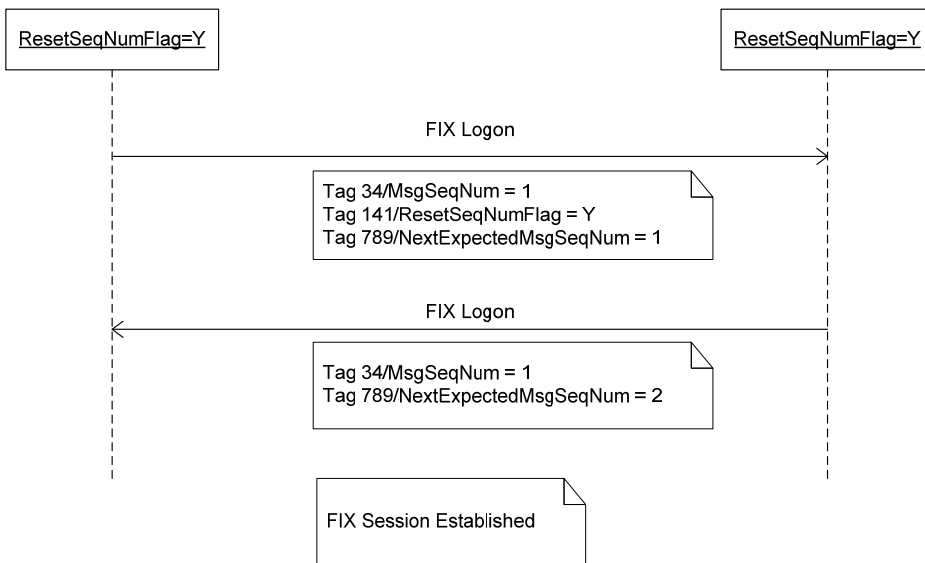 ResetSeqNumFlag=Y
ResetSeqNumFlag=Y
FIX Logon
Tag 34/MsgSeqNum = 1
Tag 141/ResetSeqNumFlag = Y
Tag 789/NextExpectedMsgSeqNum = 1
FIX Logon
Tag 34/MsgSeqNum = 1
Tag 789/NextExpectedMsgSeqNum = 2
FIX Session Established